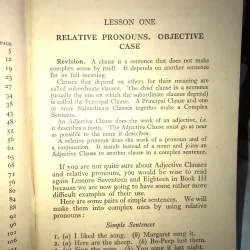 LESSON ONE
RELATIVE PRONOUNS. OBJECTIVE
CASE
Revision. A clause is a sentence that does not make
complete sense by itself. It depends on another sentence
for its full meaning.
Clauses that depend on others for their meaning are
called subordinate clauses. The chief clause in a sentence
(usually the one on which the subordinate clauses depend)
is called the Principal Clause. A Principal Clause and one
or more Subordinate Clauses together make a Complex
Sentence.
An Adjective Clause does the work of an adjective, i.e.
it describes a noun. The Adjective Clause must go as near
as possible to the noun it describes.
A relative pronoun does the work of a pronoun and of
a conjunction. It stands instead of a noun and joins an
Adjective Clause to another clause in a complex sentence.
If you are not quite sure about Adjective Clauses
and relative pronouns, you would be wise to read
again Lessons Seventeen and Eighteen in Book III
because we are now going to have some rather more
difficult examples of their use.
Here are some pairs of simple sentences. We will
make them into complex ones by using relative
pronouns:
Simple Sentences
1. (a) I liked the song. (b) Margaret sang it.
2. (a) Here are the sheep. (b) Bo-Peep lost them.
PAGE
5